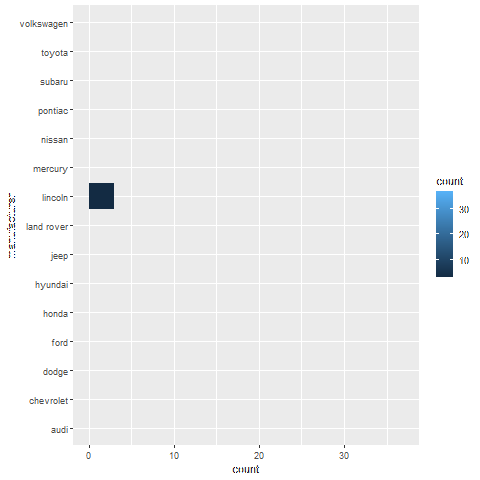 volkswagen
toyota
subaru
pontiac
nissan
mercury
lincoln
land rover
jeep
hyundai
honda
ford
dodge
chevrolet
audi
manufacturer
0 10 20 30
count
count
30
20
10